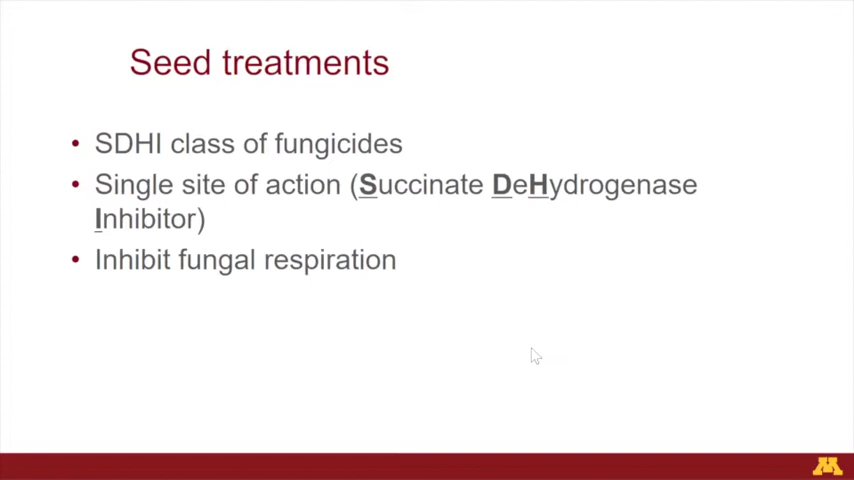 Seed treatments
• SDHI class of fungicides
• Single site of action (Succinate DeHydrogenase
Inhibitor)
• Inhibit fungal respiration
M